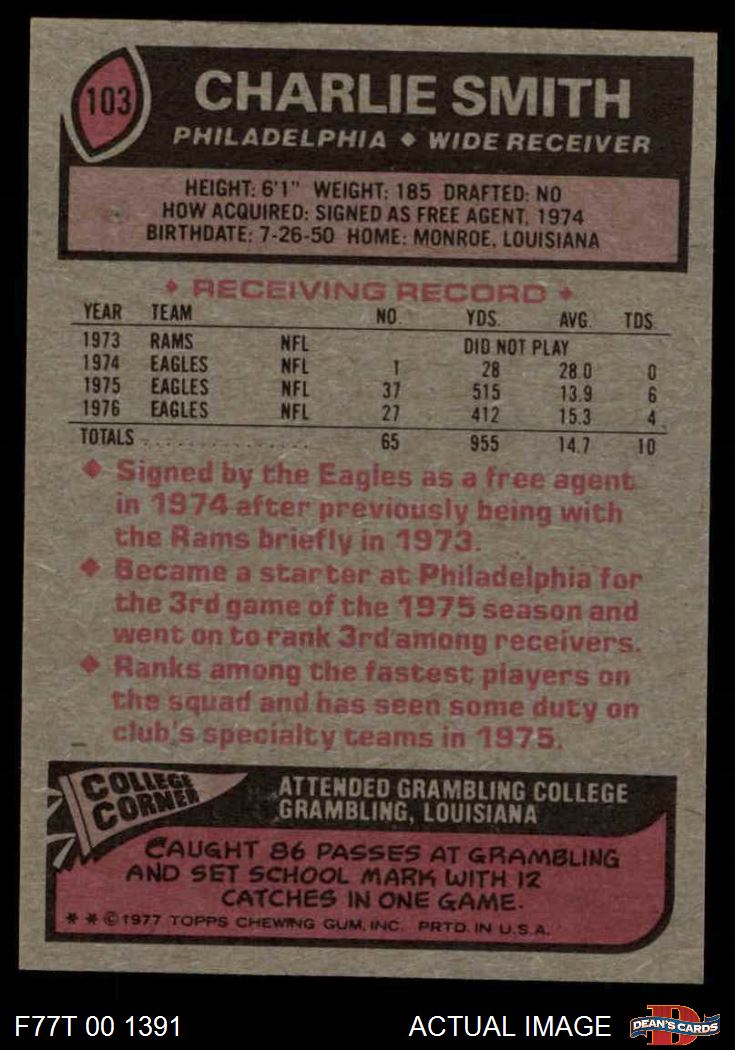 103
CHARLIE SMITH
PHILADELPHIA ♦ WIDE RECEIVER
HEIGHT: 6'1" WEIGHT: 185 DRAFTED: NO
HOW ACQUIRED: SIGNED AS FREE AGENT, 1974
BIRTHDATE: 7-26-50 HOME: MONROE, LOUISIANA
♦ RECEIVING RECORD ♦
YEAR TEAM NO. YDS. AVG. TDS.
1973 RAMS NFL DID NOT PLAY
1974 EAGLES NFL 1 28 28.0 0
1975 EAGLES NFL 37 515 13.9 6
1976 EAGLES NFL 27 412 15.3 4
TOTALS . . . . . . . . . . . . . . . . 65 955 14.7 10
♦ Signed by the Eagles as a free agent
in 1974 after previously being with
the Rams briefly in 1973.
♦ Became a starter at Philadelphia for
the 3rd game of the 1975 season and
went on to rank 3rd among receivers.
♦ Ranks among the fastest players on
the squad and has seen some duty on
club's specialty teams in 1975.
COLLEGE
CORNER
ATTENDED GRAMBLING COLLEGE
GRAMBLING, LOUISIANA
CAUGHT 86 PASSES AT GRAMBLING
AND SET SCHOOL MARK WITH 12
CATCHES IN ONE GAME.
* * © 1977 TOPPS CHEWING GUM, INC. PRTD. IN U.S.A.
F77T 00 1391 ACTUAL IMAGE
D
DEAN'S CARDS